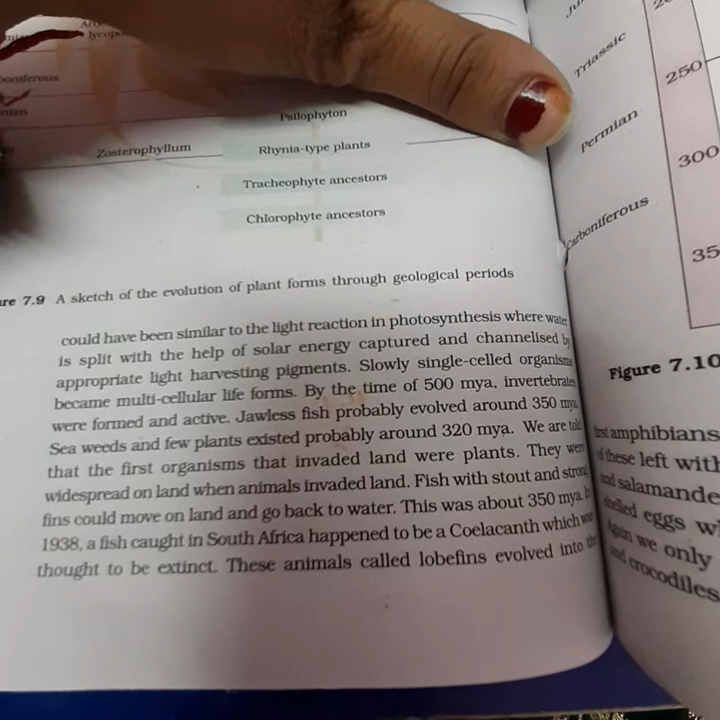 Psilophyton
Zosterophyllum
Rhynia-type plants
Tracheophyte ancestors
Chlorophyte ancestors
7.9 A sketch of the evolution of plant forms through geological periods
could have been similar to the light reaction in photosynthesis where water
is split with the help of solar energy captured and channelised by
appropriate light harvesting pigments. Slowly single-celled organisms
became multi-cellular life forms. By the time of 500 mya, invertebrates
were formed and active. Jawless fish probably evolved around 350 mya.
Sea weeds and few plants existed probably around 320 mya. We are told
that the first organisms that invaded land were plants. They were
widespread on land when animals invaded land. Fish with stout and strong
fins could move on land and go back to water. This was about 350 mya. In
1938, a fish caught in South Africa happened to be a Coelacanth which was
thought to be extinct. These animals called lobefins evolved into the
Triassic
250
Permian
300
Carboniferous
35
Figure 7.10
amphibians
these left with
and salamande
eggs w
Again we only
and crocodiles